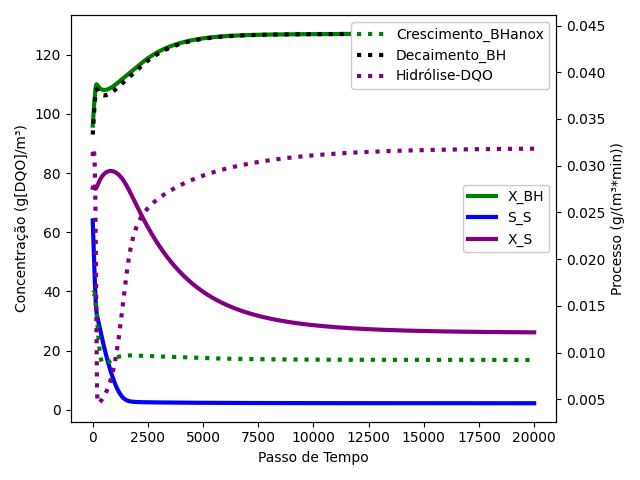 Crescimento_BHanox
Decaimento_BH
Hidrólise-DQO
X_BH
S_S
X_S
Concentração (g[DQO]/m³)
120
100
80
60
40
20
0
0.045
0.040
0.035
0.030
0.025
0.020
0.015
0.010
0.005
Processo (g/(m³*min))
0 2500 5000 7500 10000 12500 15000 17500 20000
Passo de Tempo